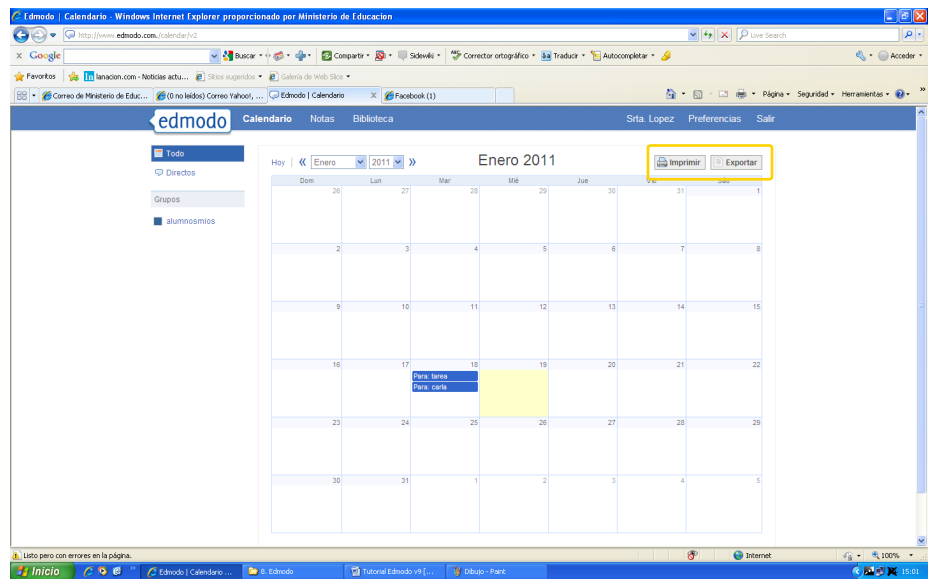 Edmodo | Calendario - Windows Internet Explorer proporcionado por Ministerio de Educacion
http://www.edmodo.com./calendar/v2
Live Search
Google
Buscar
Compartir
Sidewiki
Corrector ortográfico
Traducir
Autocompletar
Acceder
Favoritos
lanacion.com - Noticias actu...
Sitios sugeridos
Galería de Web Slice
Correo de Ministerio de Educ...
(0 no leídos) Correo Yahoo!, ...
Edmodo | Calendario
Facebook (1)
Página
Seguridad
Herramientas
edmodo
Calendario
Notas
Biblioteca
Srta. Lopez
Preferencias
Salir
Todo
Directos
Grupos
alumnosmios
Hoy | « Enero 2011 »
Enero 2011
Imprimir
Exportar
Dom Lun Mar Mié Jue Vie Sáb
26 27 28 29 30 31 1
2 3 4 5 6 7 8
9 10 11 12 13 14 15
16 17 18 19 20 21 22
Para: tarea
Para: carla
23 24 25 26 27 28 29
30 31 1 2 3 4 5
Listo pero con errores en la página.
Internet
100%
Inicio
Edmodo | Calendario ...
8. Edmodo
Tutorial Edmodo v9 [...
Dibujo - Paint
15:01